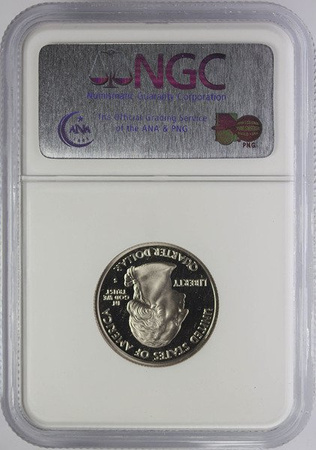 NGC
Numismatic Guaranty Corporation
The Official Grading Service
of the ANA & PNG
ANA
PNG
UNITED STATES OF AMERICA
LIBERTY
IN
GOD WE
TRUST
S
QUARTER DOLLAR